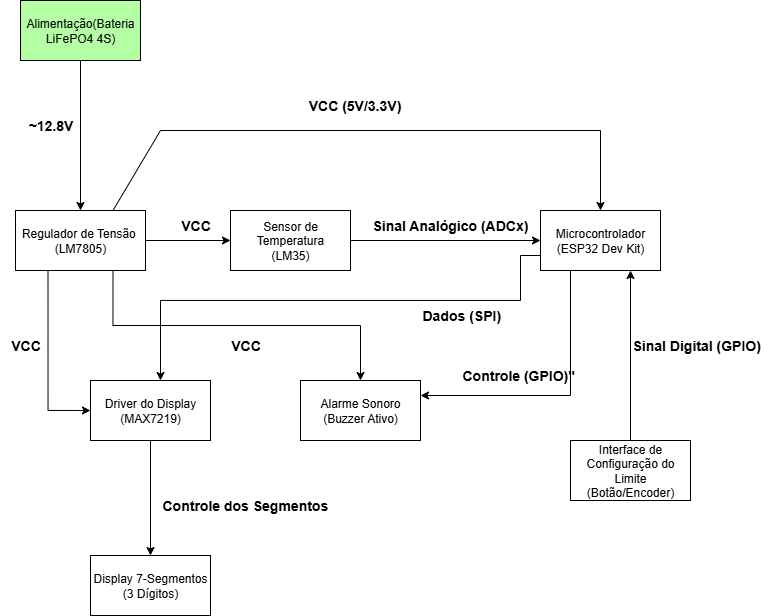 Alimentação(Bateria
LiFePO4 4S)
VCC (5V/3.3V)
~12.8V
Regulador de Tensão
(LM7805)
VCC
Sensor de
Temperatura
(LM35)
Sinal Analógico (ADCx)
Microcontrolador
(ESP32 Dev Kit)
Dados (SPI)
VCC
VCC
Sinal Digital (GPIO)
Controle (GPIO)"
Driver do Display
(MAX7219)
Alarme Sonoro
(Buzzer Ativo)
Interface de
Configuração do
Limite
(Botão/Encoder)
Controle dos Segmentos
Display 7-Segmentos
(3 Dígitos)